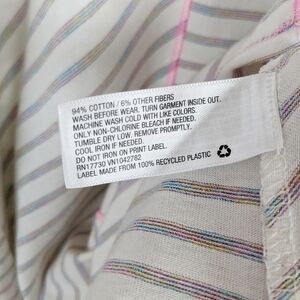 94% COTTON / 6% OTHER FIBERS
WASH BEFORE WEAR. TURN GARMENT INSIDE OUT.
MACHINE WASH COLD WITH LIKE COLORS.
ONLY NON-CHLORINE BLEACH IF NEEDED.
TUMBLE DRY LOW. REMOVE PROMPTLY.
COOL IRON IF NEEDED.
DO NOT IRON ON PRINT LABEL.
RN17730 VN1042782
LABEL MADE FROM 100% RECYCLED PLASTIC